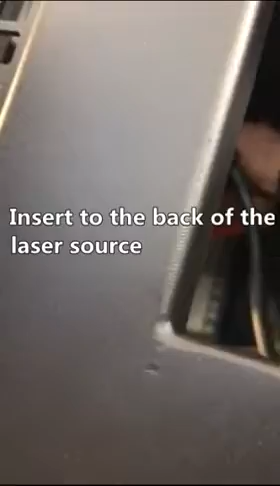 Insert to the back of the
laser source